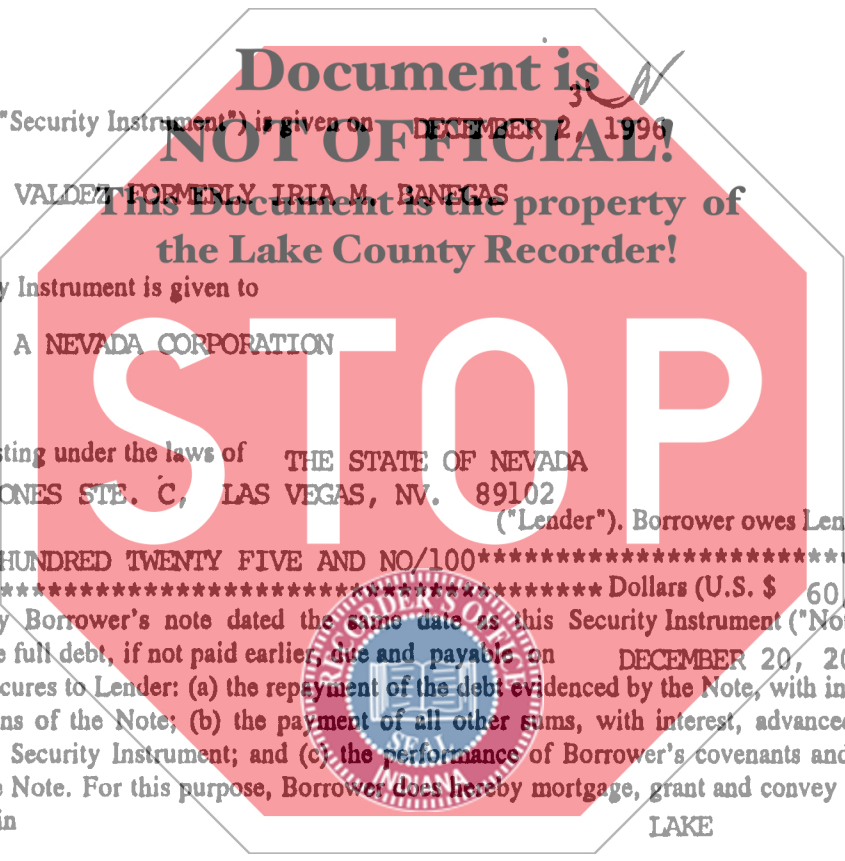 Document is
"Security Instrument") is given on DECEMBER 2, 1996
NOT OFFICIAL!
VALDEZ FORMERLY IRIA M. BANEGAS
This Document is the property of
the Lake County Recorder!
y Instrument is given to
A NEVADA CORPORATION
STOP
sting under the laws of THE STATE OF NEVADA
ONES STE. C, LAS VEGAS, NV. 89102
("Lender"). Borrower owes Len
HUNDRED TWENTY FIVE AND NO/100************************
************************************** Dollars (U.S. $ 60,
y Borrower's note dated the same date as this Security Instrument ("No
e full debt, if not paid earlier, due and payable on DECEMBER 20, 20
cures to Lender: (a) the repayment of the debt evidenced by the Note, with in
ns of the Note; (b) the payment of all other sums, with interest, advance
Security Instrument; and (c) the performance of Borrower's covenants and
e Note. For this purpose, Borrower does hereby mortgage, grant and convey
in LAKE
RECORDER'S OFFICE
SEAL
INDIANA